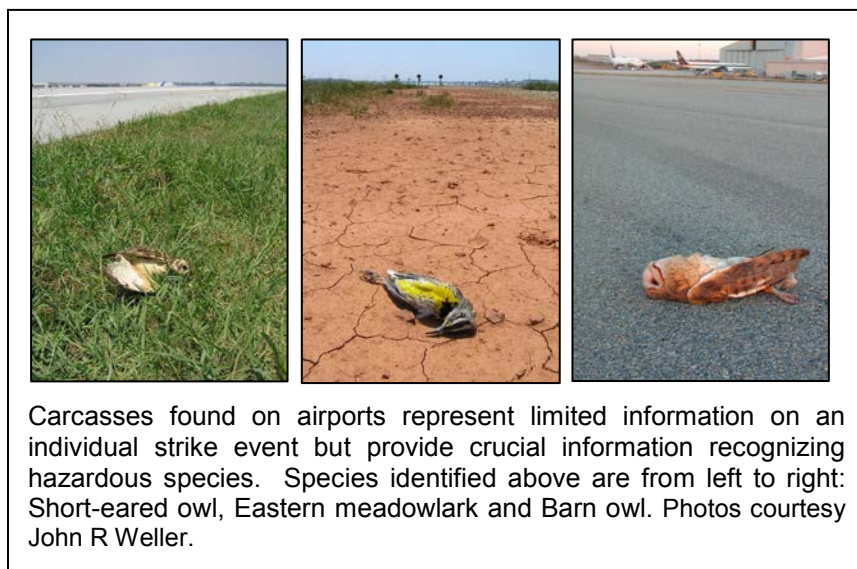 Carcasses found on airports represent limited information on an
individual strike event but provide crucial information recognizing
hazardous species.  Species identified above are from left to right:
Short-eared owl, Eastern meadowlark and Barn owl. Photos courtesy
John R Weller.